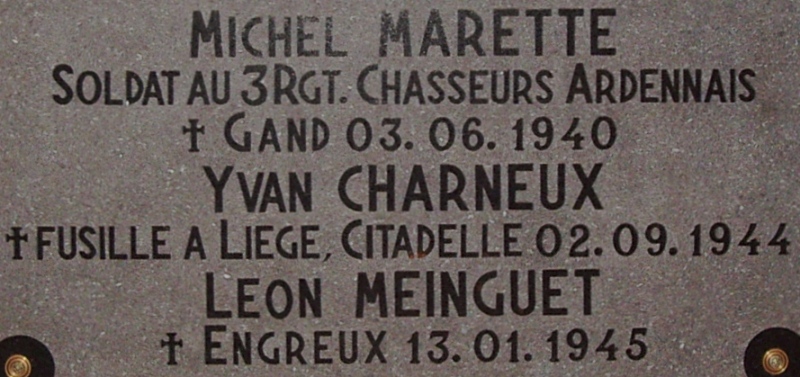 Michel MARETTE
Soldat au 3Rgt. Chasseurs Ardennais
† Gand 03. 06. 1940
Yvan CHARNEUX
† FUSILLE A LIEGE, CITADELLE 02. 09. 1944
LEON MEINGUET
† ENGREUX 13. 01. 1945